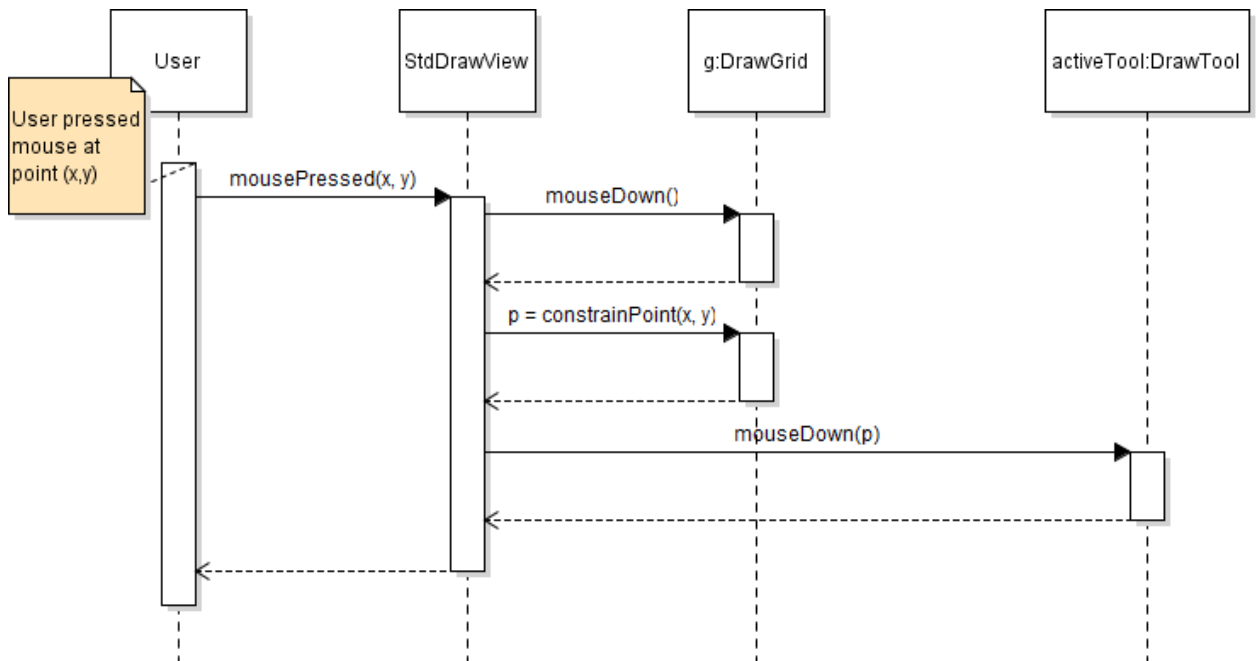 User
StdDrawView
g:DrawGrid
activeTool:DrawTool
User pressed
mouse at
point (x,y)
mousePressed(x, y)
mouseDown()
p = constrainPoint(x, y)
mouseDown(p)